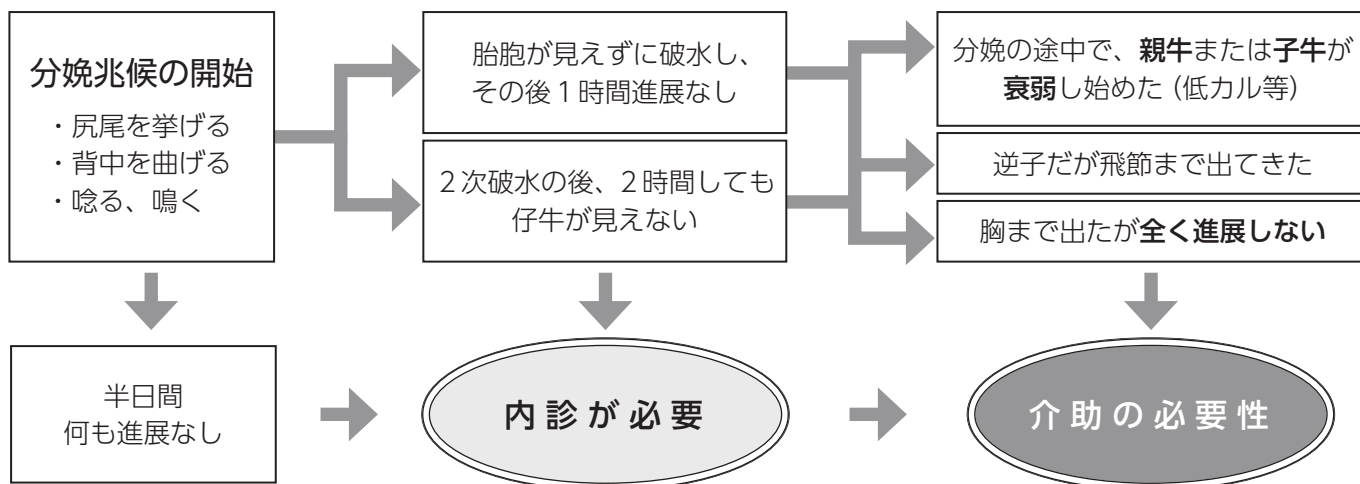 分娩兆候の開始
・尻尾を挙げる
・背中を曲げる
・唸る、鳴く
胎胞が見えずに破水し、
その後1時間進展なし
2次破水の後、2時間しても
仔牛が見えない
分娩の途中で、親牛または子牛が
衰弱し始めた（低カル等）
逆子だが飛節まで出てきた
胸まで出たが全く進展しない
半日間
何も進展なし
内診が必要
介助の必要性